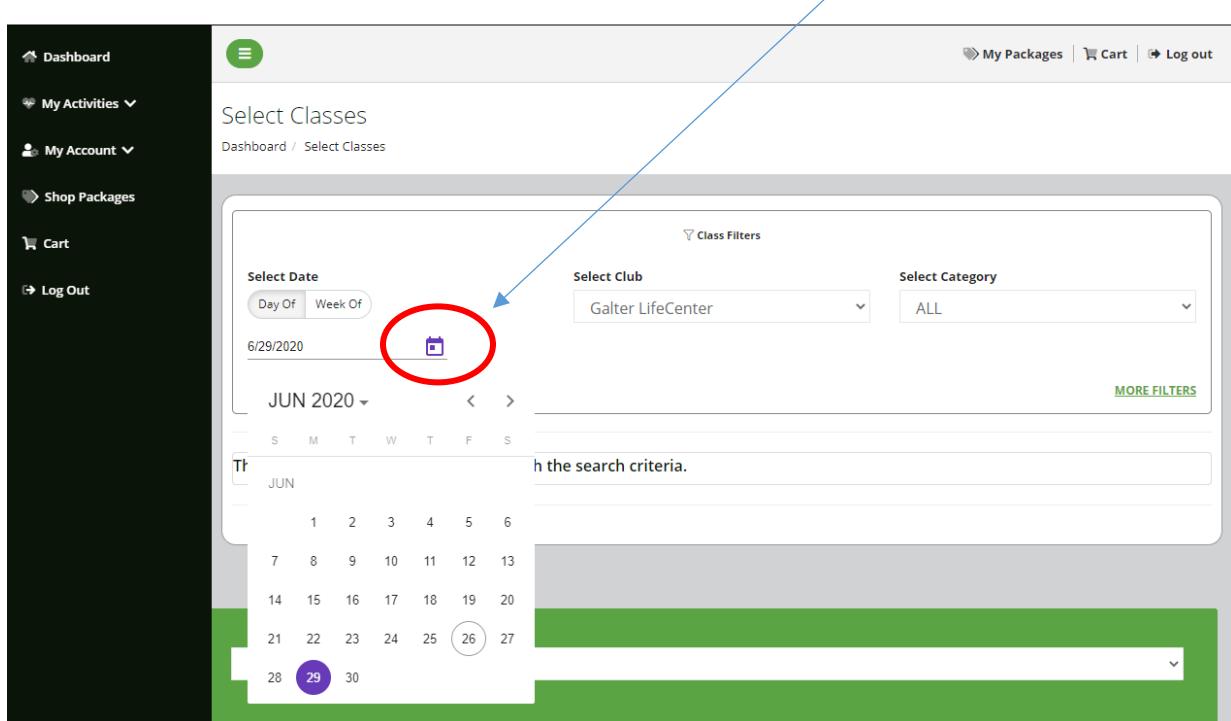 Dashboard
My Activities
My Account
Shop Packages
Cart
Log Out
My Packages Cart Log out
Select Classes
Dashboard / Select Classes
Class Filters
Select Date
Day Of Week Of
6/29/2020
Select Club
Galter LifeCenter
Select Category
ALL
MORE FILTERS
JUN 2020
S M T W T F S
JUN
1 2 3 4 5 6
7 8 9 10 11 12 13
14 15 16 17 18 19 20
21 22 23 24 25 26 27
28 29 30
the search criteria.